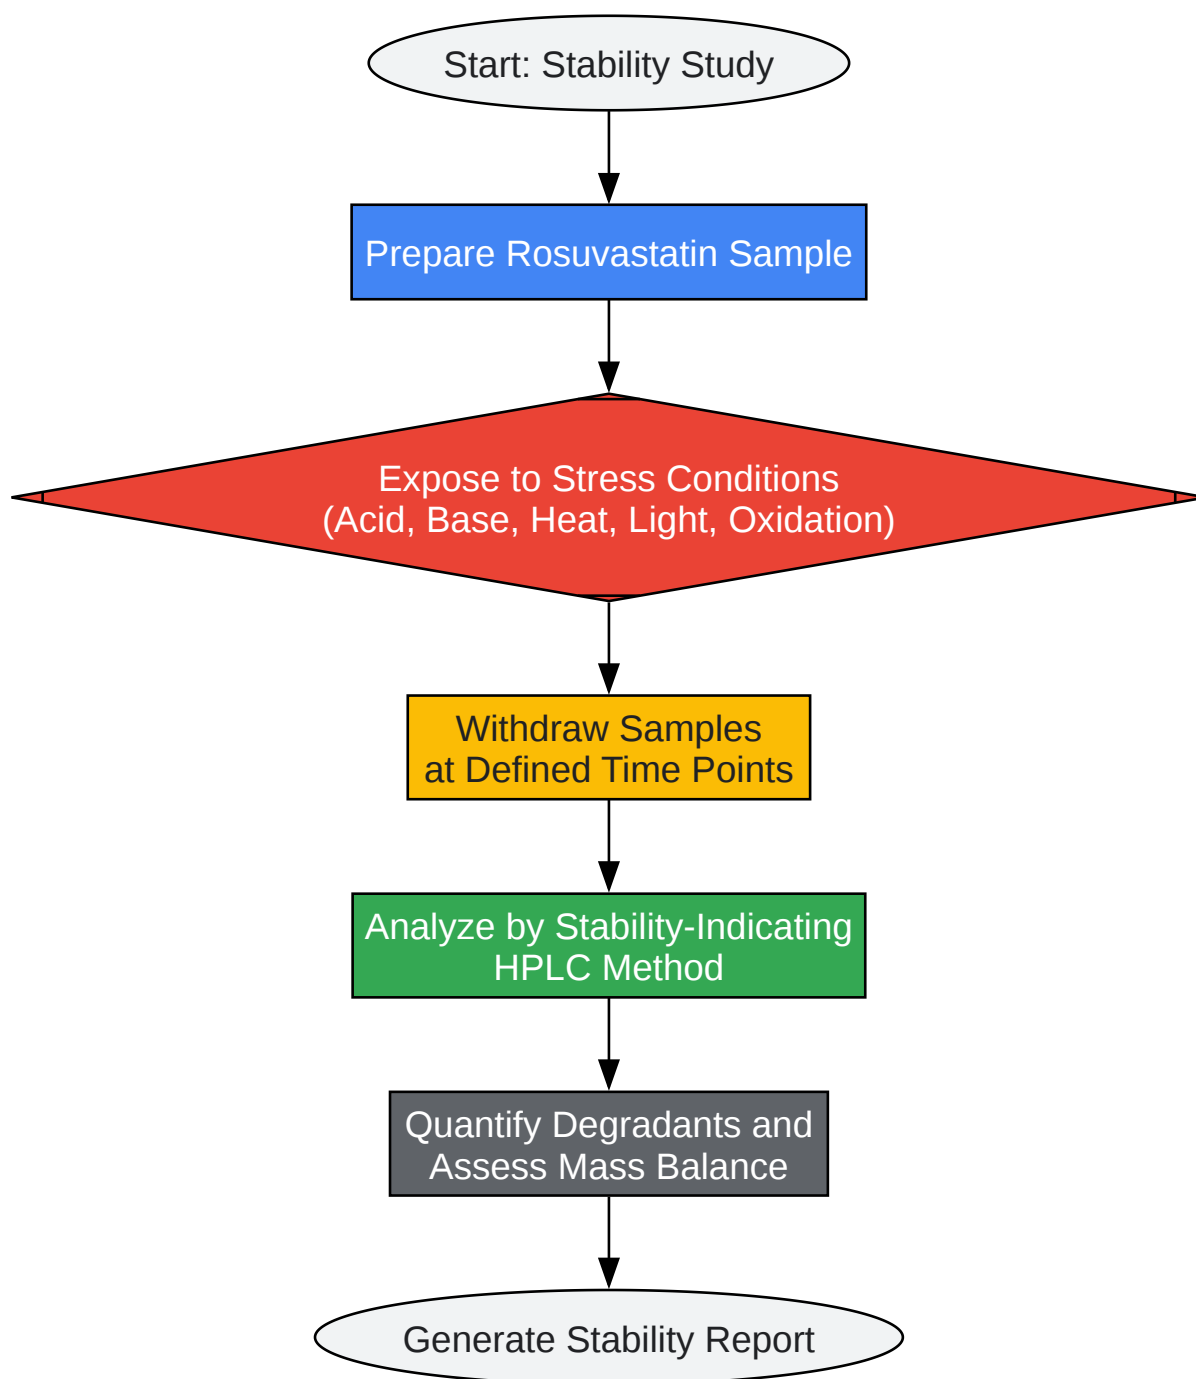 Start: Stability Study
Prepare Rosuvastatin Sample
Expose to Stress Conditions
(Acid, Base, Heat, Light, Oxidation)
Withdraw Samples
at Defined Time Points
Analyze by Stability-Indicating
HPLC Method
Quantify Degradants and
Assess Mass Balance
Generate Stability Report